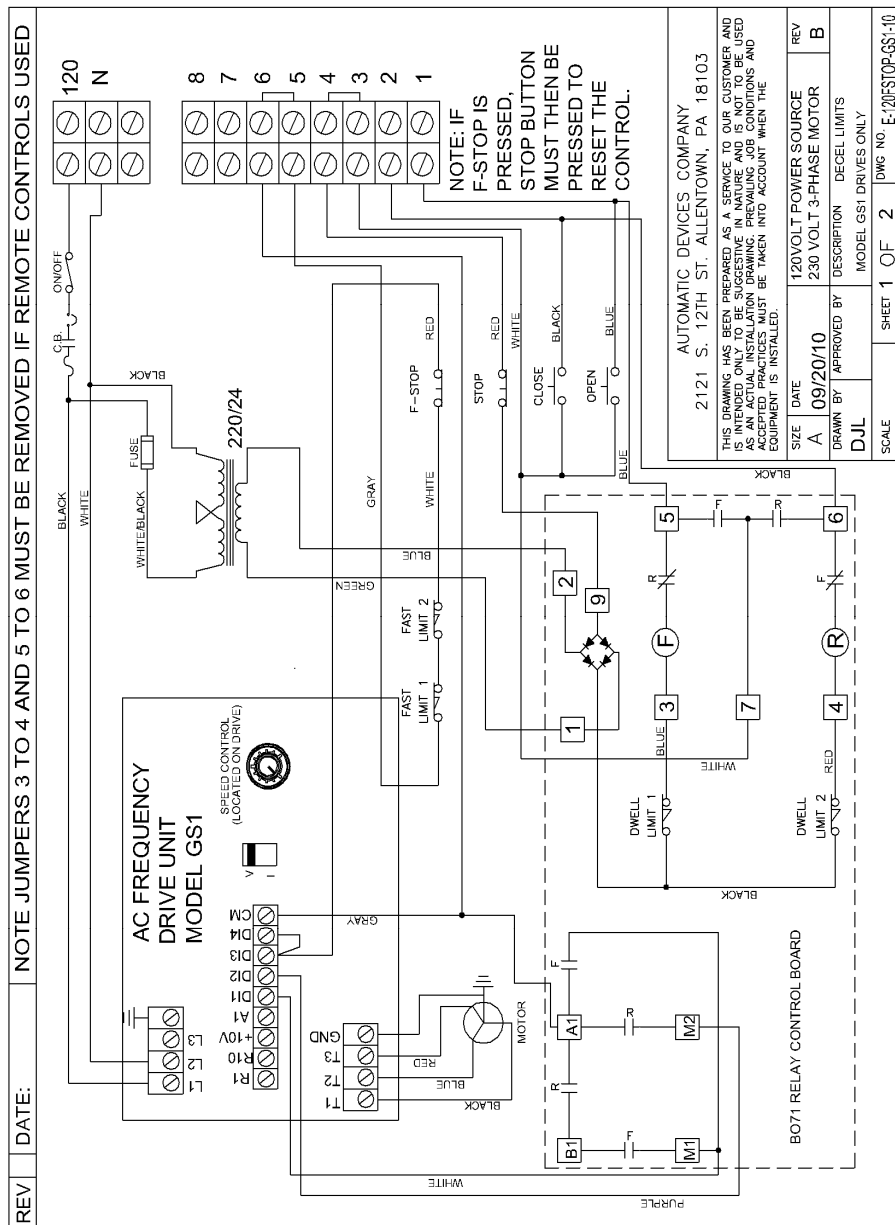 REV
DATE:
NOTE JUMPERS 3 TO 4 AND 5 TO 6 MUST BE REMOVED IF REMOTE CONTROLS USED
120
N
ON/OFF
C.B.
BLACK
WHITE
BLACK
FUSE
WHITE/BLACK
220/24
8
7
6
5
4
3
2
1
NOTE: IF
F-STOP IS
PRESSED,
STOP BUTTON
MUST THEN BE
PRESSED TO
RESET THE
CONTROL.
AC FREQUENCY
DRIVE UNIT
MODEL GS1
SPEED CONTROL
(LOCATED ON DRIVE)
V
I
L1
L2
L3
R1
R10
+10V
A1
DI1
DI2
DI3
DI4
CM
T1
T2
T3
GND
BLACK
BLUE
RED
MOTOR
GRAY
GRAY
GREEN
BLUE
FAST
LIMIT 1
FAST
LIMIT 2
WHITE
F-STOP
RED
STOP
RED
WHITE
CLOSE
BLACK
OPEN
BLUE
BLUE
WHITE
PURPLE
B1
R
A1
F
F
R
M1
M2
BO71 RELAY CONTROL BOARD
BLACK
DWELL
LIMIT 1
BLUE
3
F
R
5
1
2
9
WHITE
7
F
R
DWELL
LIMIT 2
RED
4
R
F
6
BLACK
AUTOMATIC DEVICES COMPANY
2121 S. 12TH ST. ALLENTOWN, PA 18103
THIS DRAWING HAS BEEN PREPARED AS A SERVICE TO OUR CUSTOMER AND
IS INTENDED ONLY TO BE SUGGESTIVE IN NATURE AND IS NOT TO BE USED
AS AN ACTUAL INSTALLATION DRAWING. PREVAILING JOB CONDITIONS AND
ACCEPTED PRACTICES MUST BE TAKEN INTO ACCOUNT WHEN THE
EQUIPMENT IS INSTALLED.
SIZE
A
DATE
09/20/10
120VOLT POWER SOURCE
230 VOLT 3-PHASE MOTOR
REV
B
DRAWN BY
DJL
APPROVED BY
DESCRIPTION
DECEL LIMITS
MODEL GS1 DRIVES ONLY
SCALE
SHEET 1 OF 2
DWG NO. E-120FSTOP-GS1-10